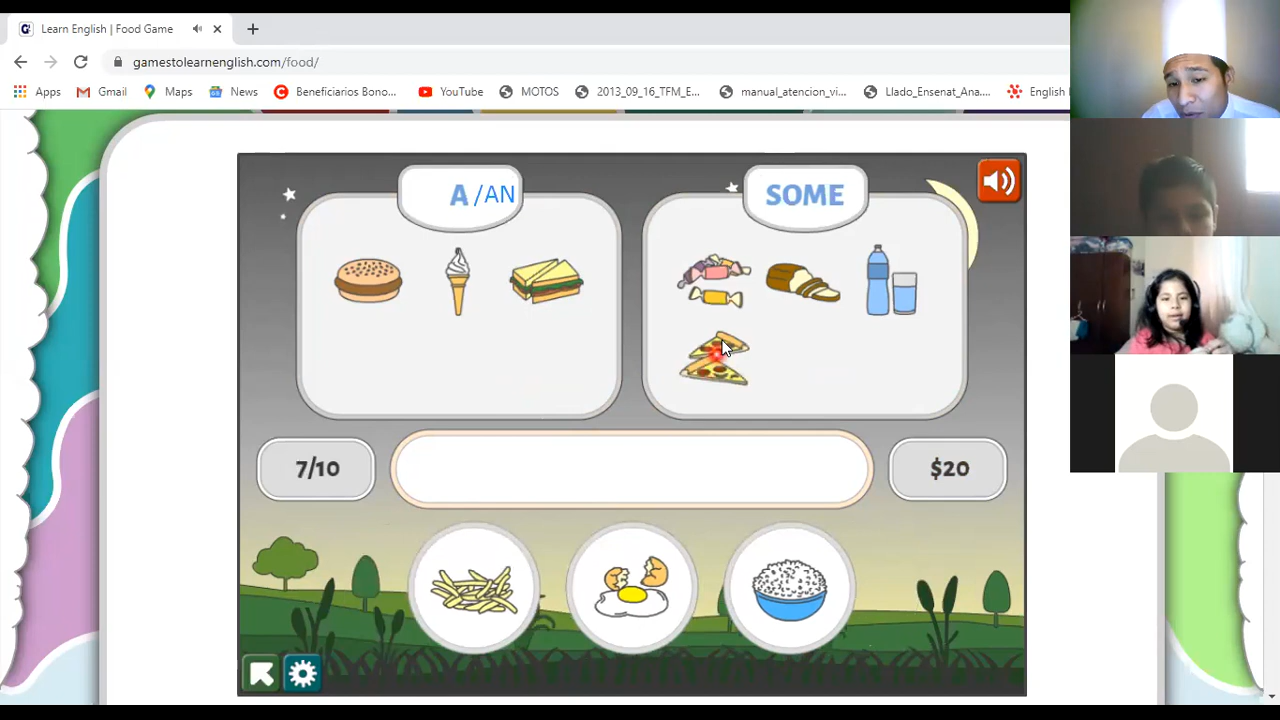 Learn English | Food Game
gamestolearnenglish.com/food/
Apps Gmail Maps News Beneficiarios Bono... YouTube MOTOS 2013_09_16_TFM_E... manual_atencion_vi... Llado_Ensenat_Ana.... English
A /AN
SOME
7/10
$20